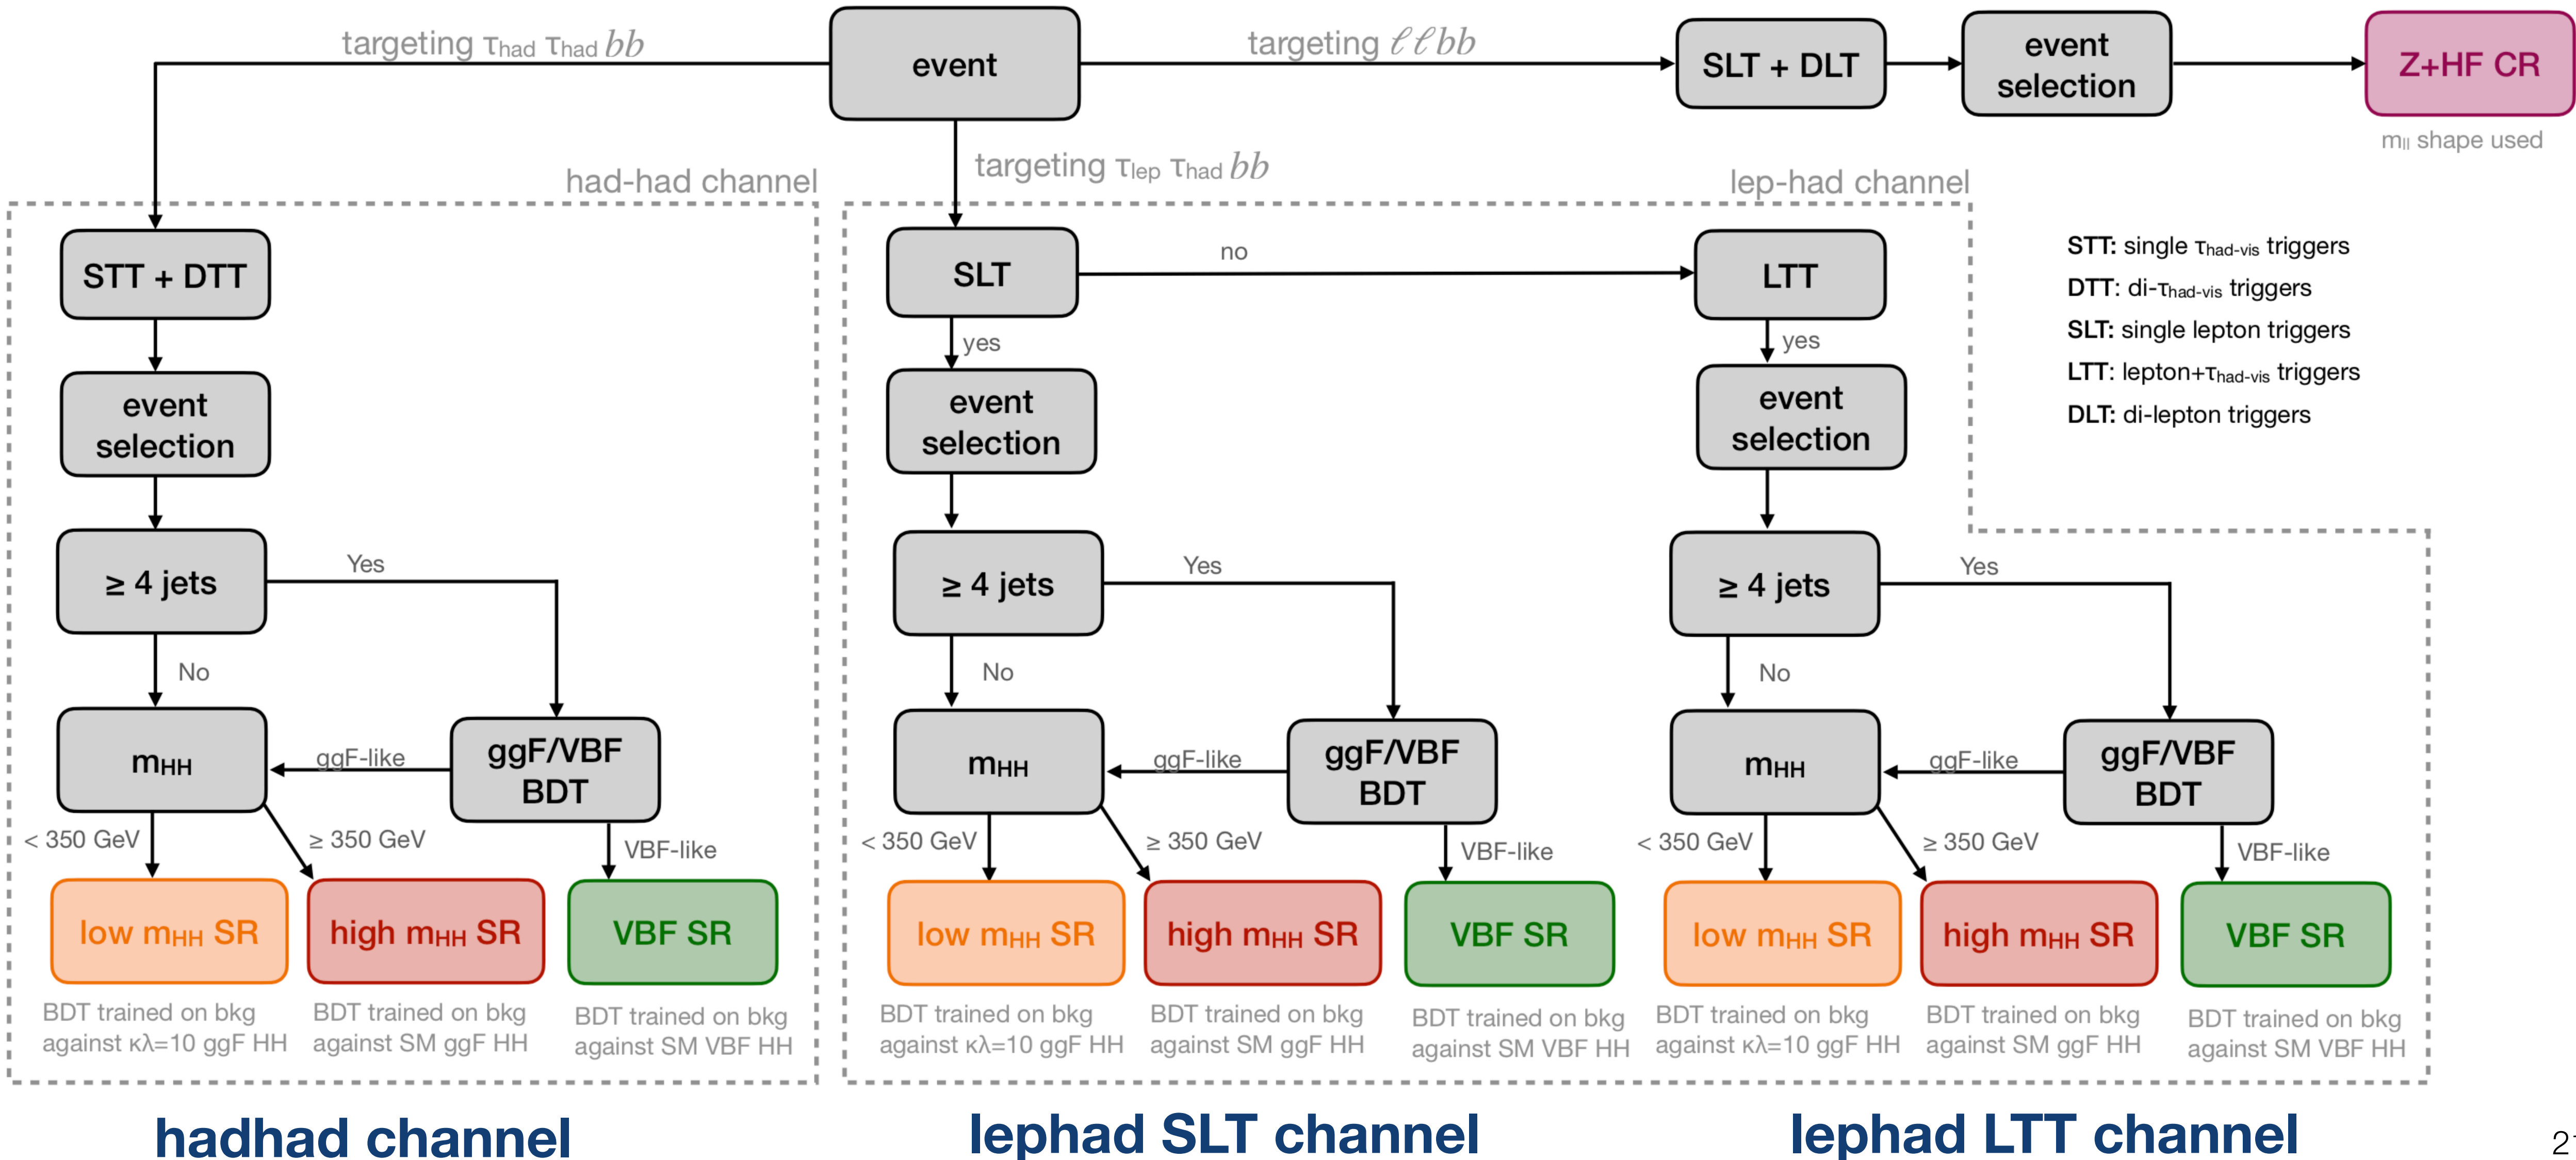 targeting τhad τhad bb
event
targeting ℓℓbb
SLT + DLT
event
selection
Z+HF CR
mll shape used
targeting τlep τhad bb
had-had channel
lep-had channel
STT + DTT
event
selection
≥ 4 jets
Yes
No
mHH
ggF-like
ggF/VBF
BDT
< 350 GeV
≥ 350 GeV
VBF-like
low mHH SR
high mHH SR
VBF SR
BDT trained on bkg
against κλ=10 ggF HH
BDT trained on bkg
against SM ggF HH
BDT trained on bkg
against SM VBF HH
hadhad channel
SLT
no
yes
event
selection
≥ 4 jets
Yes
No
mHH
ggF-like
ggF/VBF
BDT
< 350 GeV
≥ 350 GeV
VBF-like
low mHH SR
high mHH SR
VBF SR
BDT trained on bkg
against κλ=10 ggF HH
BDT trained on bkg
against SM ggF HH
BDT trained on bkg
against SM VBF HH
lephad SLT channel
LTT
yes
event
selection
≥ 4 jets
Yes
No
mHH
ggF-like
ggF/VBF
BDT
< 350 GeV
≥ 350 GeV
VBF-like
low mHH SR
high mHH SR
VBF SR
BDT trained on bkg
against κλ=10 ggF HH
BDT trained on bkg
against SM ggF HH
BDT trained on bkg
against SM VBF HH
lephad LTT channel
STT: single τhad-vis triggers
DTT: di-τhad-vis triggers
SLT: single lepton triggers
LTT: lepton+τhad-vis triggers
DLT: di-lepton triggers